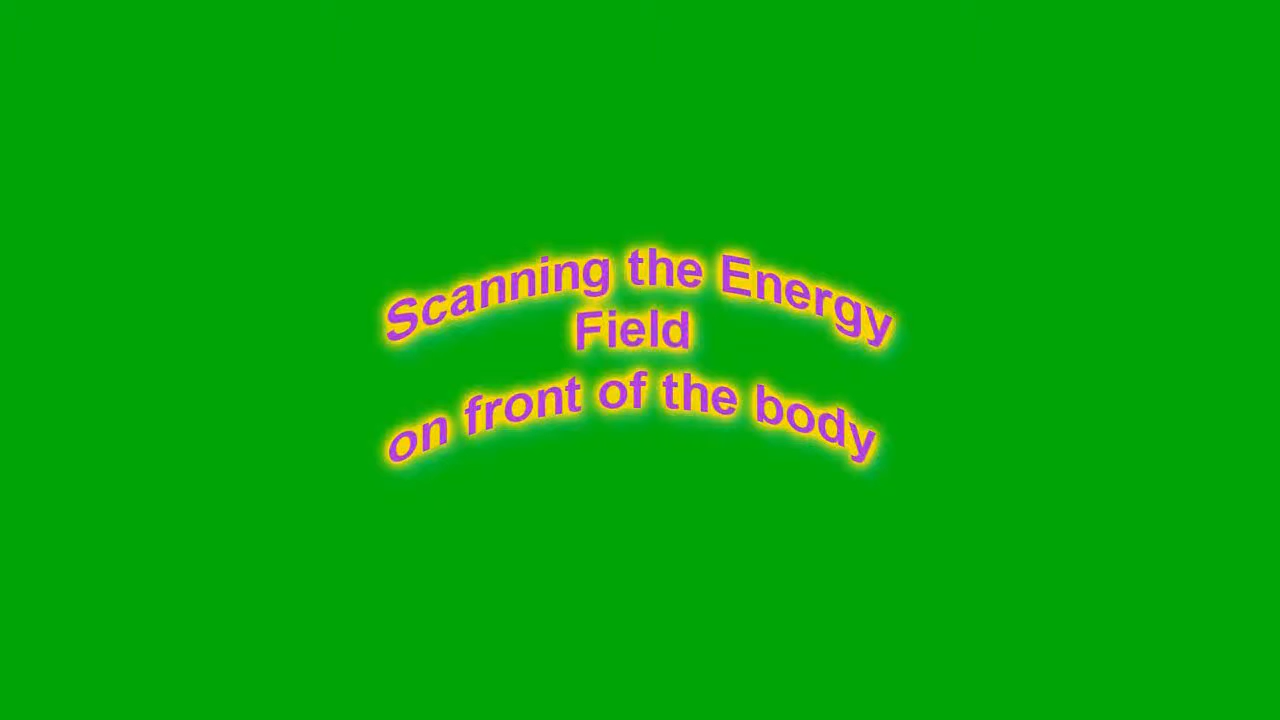 Scanning the Energy
Field
on front of the body